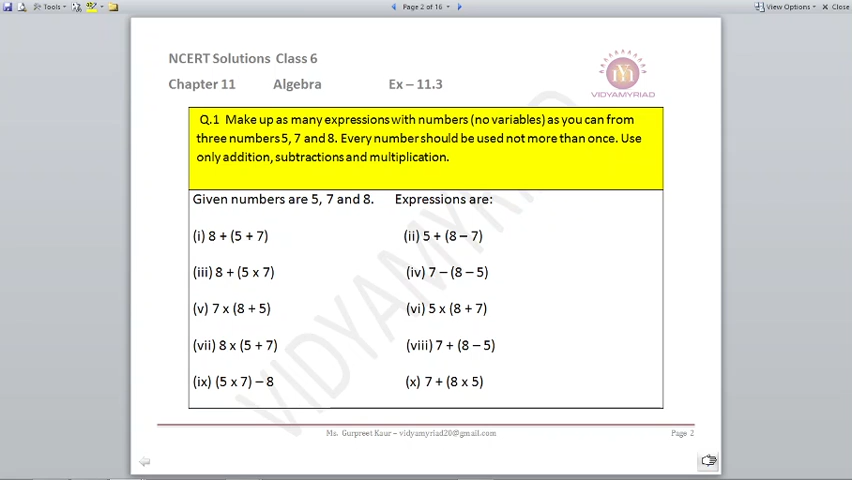 Tools
Page 2 of 16
View Options
Close
NCERT Solutions Class 6
Chapter 11 Algebra Ex – 11.3
VIDYAMYRIAD
Q.1 Make up as many expressions with numbers (no variables) as you can from
three numbers 5, 7 and 8. Every number should be used not more than once. Use
only addition, subtractions and multiplication.
Given numbers are 5, 7 and 8. Expressions are:
(i) 8 + (5 + 7) (ii) 5 + (8 – 7)
(iii) 8 + (5 x 7) (iv) 7 – (8 – 5)
(v) 7 x (8 + 5) (vi) 5 x (8 + 7)
(vii) 8 x (5 + 7) (viii) 7 + (8 – 5)
(ix) (5 x 7) – 8 (x) 7 + (8 x 5)
VIDYAMYRIAD
Ms. Gurpreet Kaur – vidyamyriad20@gmail.com Page 2